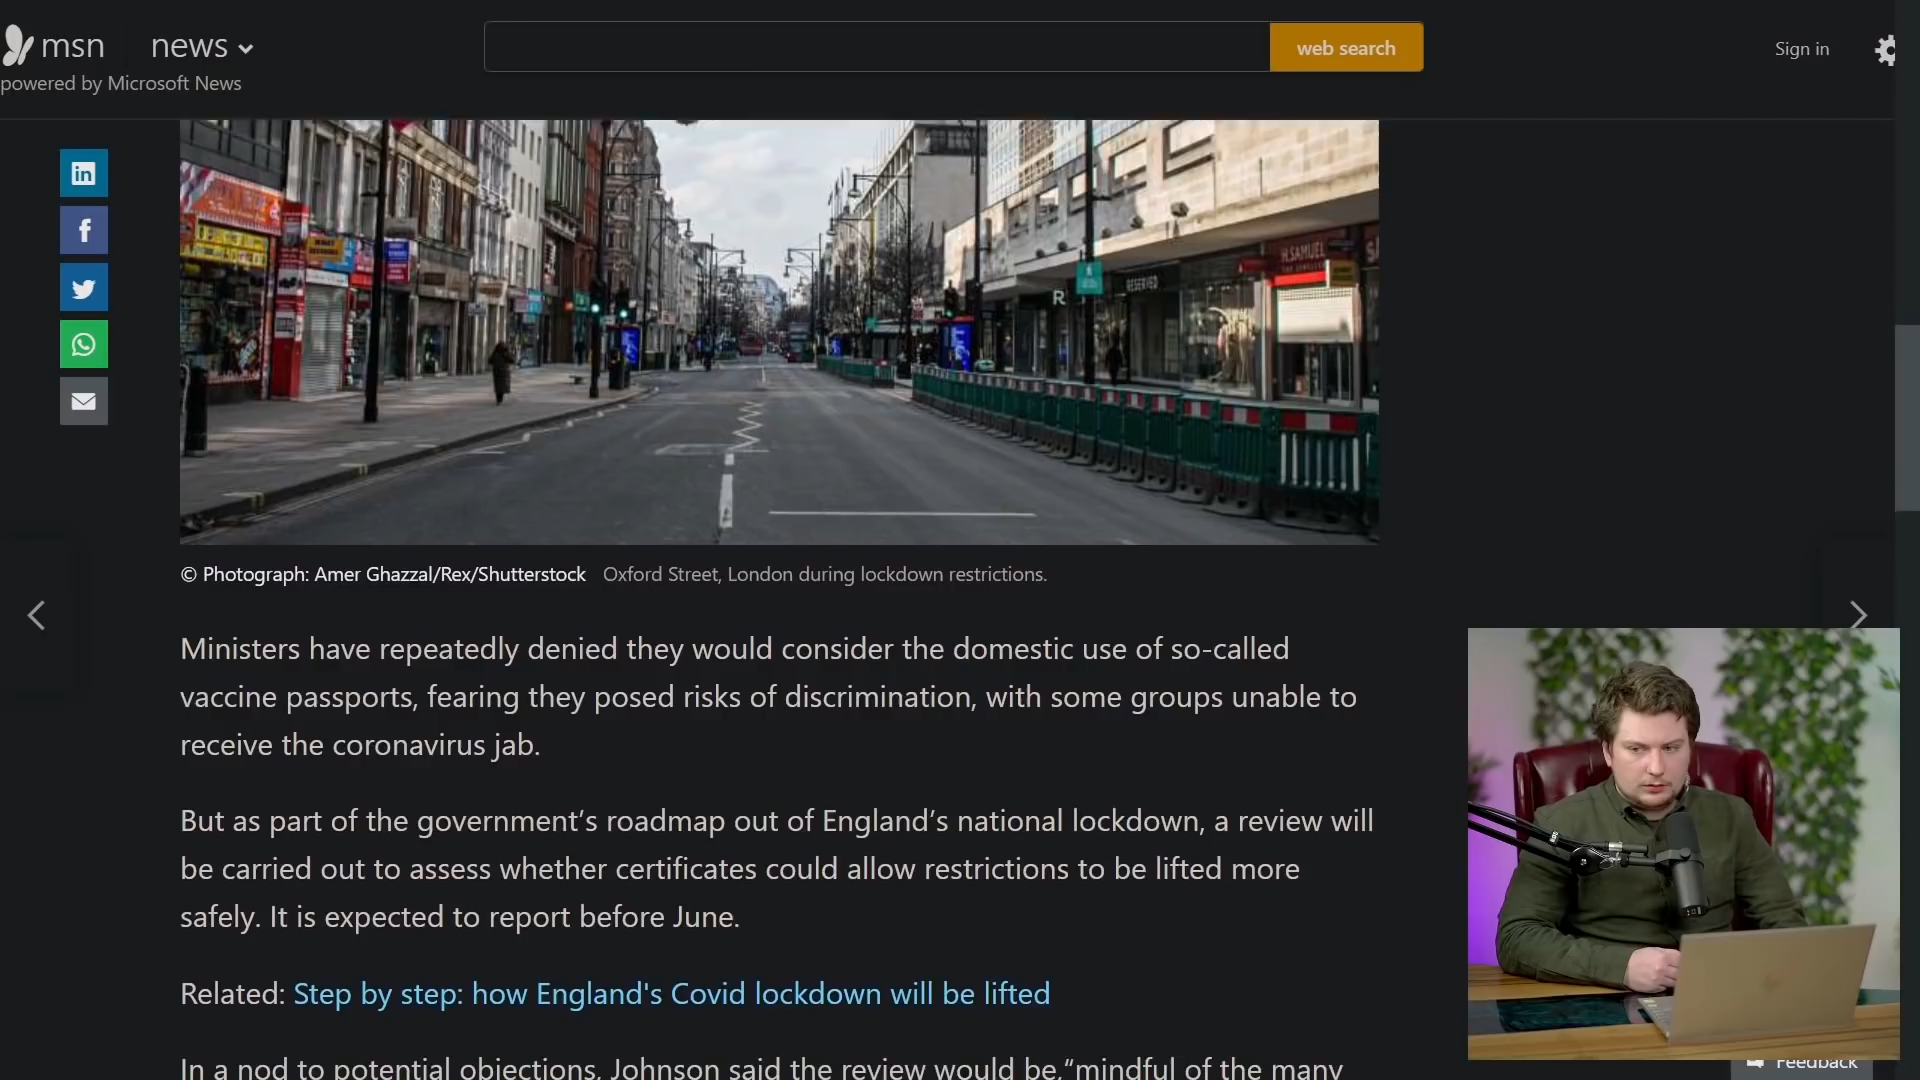 msn
news
web search
Sign in
powered by Microsoft News
in
f
H.SAMUEL
RESERVED
R
© Photograph: Amer Ghazzal/Rex/Shutterstock Oxford Street, London during lockdown restrictions.
Ministers have repeatedly denied they would consider the domestic use of so-called
vaccine passports, fearing they posed risks of discrimination, with some groups unable to
receive the coronavirus jab.
But as part of the government’s roadmap out of England’s national lockdown, a review will
be carried out to assess whether certificates could allow restrictions to be lifted more
safely. It is expected to report before June.
Related: Step by step: how England's Covid lockdown will be lifted
In a nod to potential objections, Johnson said the review would be,“mindful of the many
Feedback